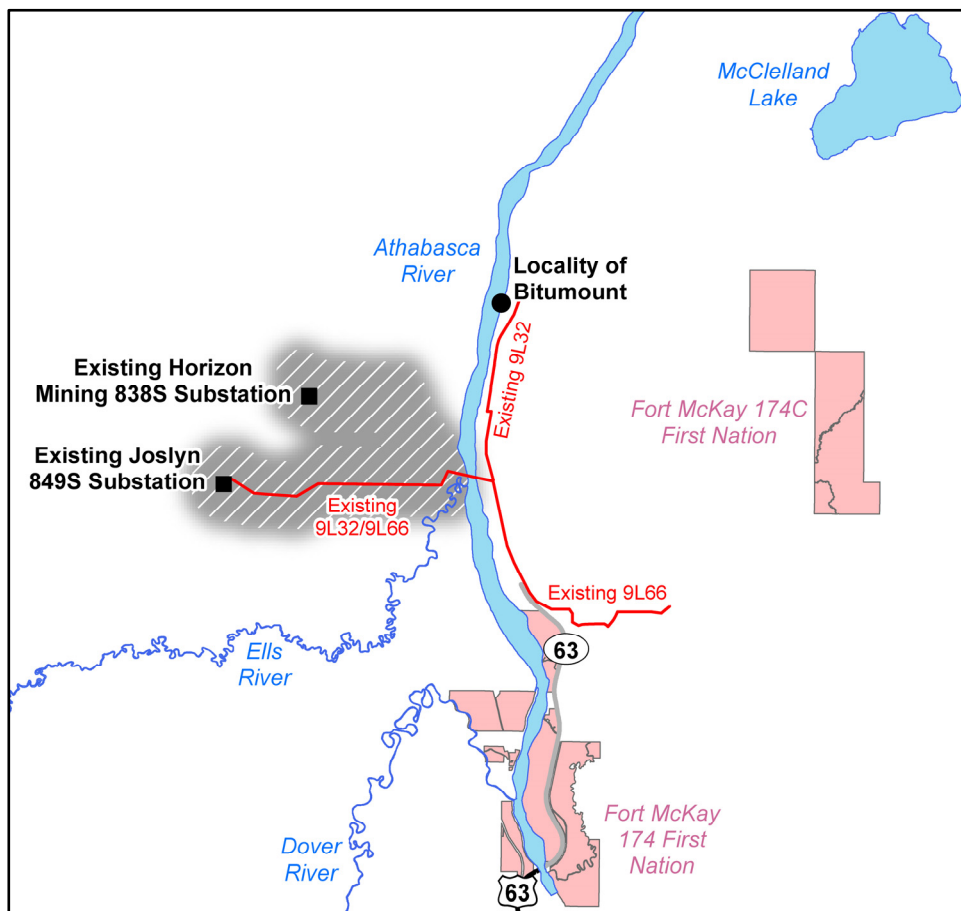 McClelland
Lake
Athabasca
River
Locality of
Bitumount
Existing 9L32
Existing Horizon
Mining 838S Substation
Fort McKay 174C
First Nation
Existing Joslyn
849S Substation
Existing
9L32/9L66
Existing 9L66
63
Ells
River
Fort McKay
174 First
Nation
Dover
River
63